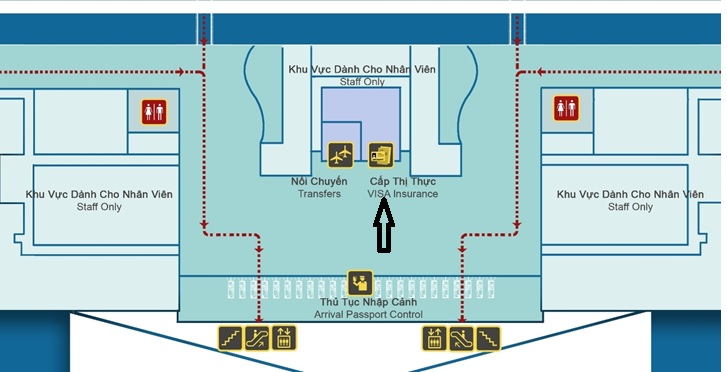 Khu Vực Dành Cho Nhân Viên
Staff Only
Nối Chuyến
Transfers
Cấp Thị Thực
VISA Insurance
Khu Vực Dành Cho Nhân Viên
Staff Only
Khu Vực Dành Cho Nhân Viên
Staff Only
Thủ Tục Nhập Cảnh
Arrival Passport Control